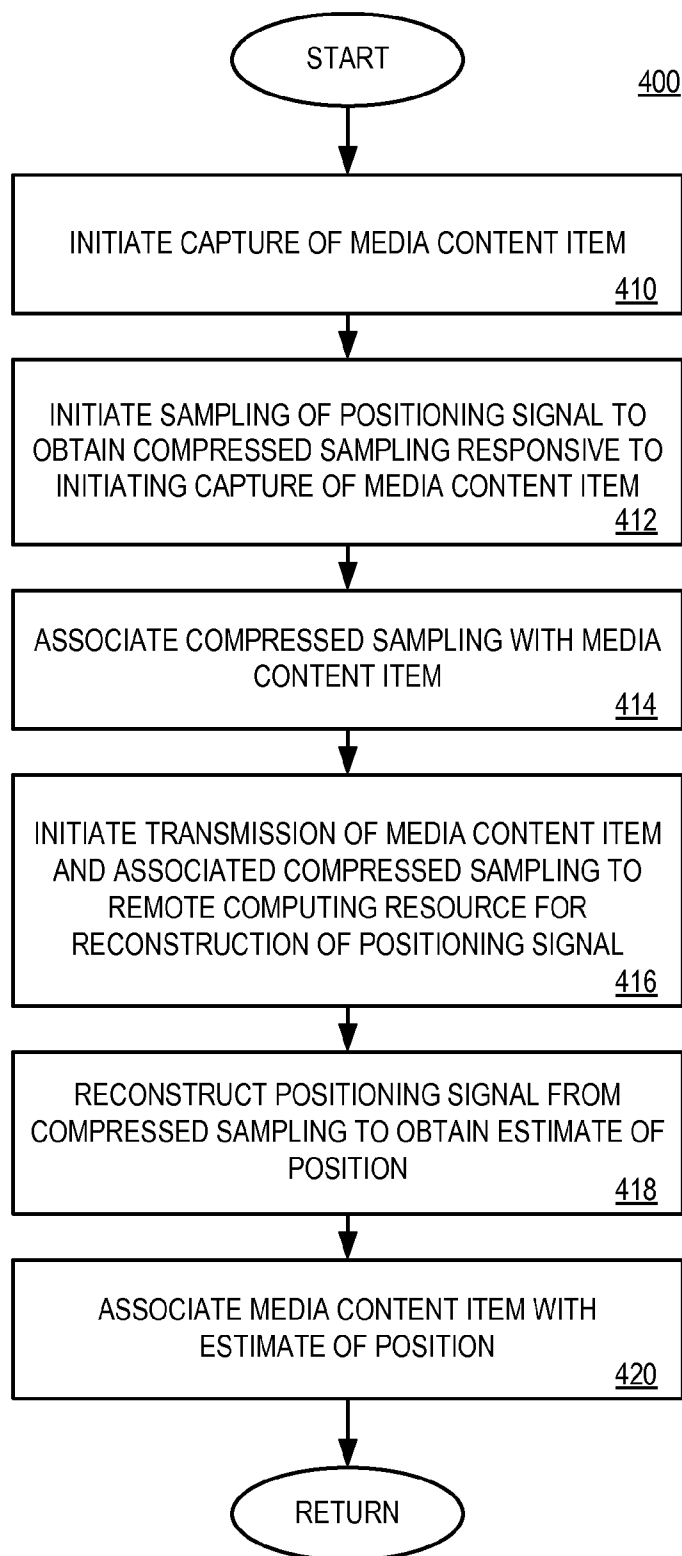 START
400
INITIATE CAPTURE OF MEDIA CONTENT ITEM
410
INITIATE SAMPLING OF POSITIONING SIGNAL TO
OBTAIN COMPRESSED SAMPLING RESPONSIVE TO
INITIATING CAPTURE OF MEDIA CONTENT ITEM
412
ASSOCIATE COMPRESSED SAMPLING WITH MEDIA
CONTENT ITEM
414
INITIATE TRANSMISSION OF MEDIA CONTENT ITEM
AND ASSOCIATED COMPRESSED SAMPLING TO
REMOTE COMPUTING RESOURCE FOR
RECONSTRUCTION OF POSITIONING SIGNAL
416
RECONSTRUCT POSITIONING SIGNAL FROM
COMPRESSED SAMPLING TO OBTAIN ESTIMATE OF
POSITION
418
ASSOCIATE MEDIA CONTENT ITEM WITH
ESTIMATE OF POSITION
420
RETURN